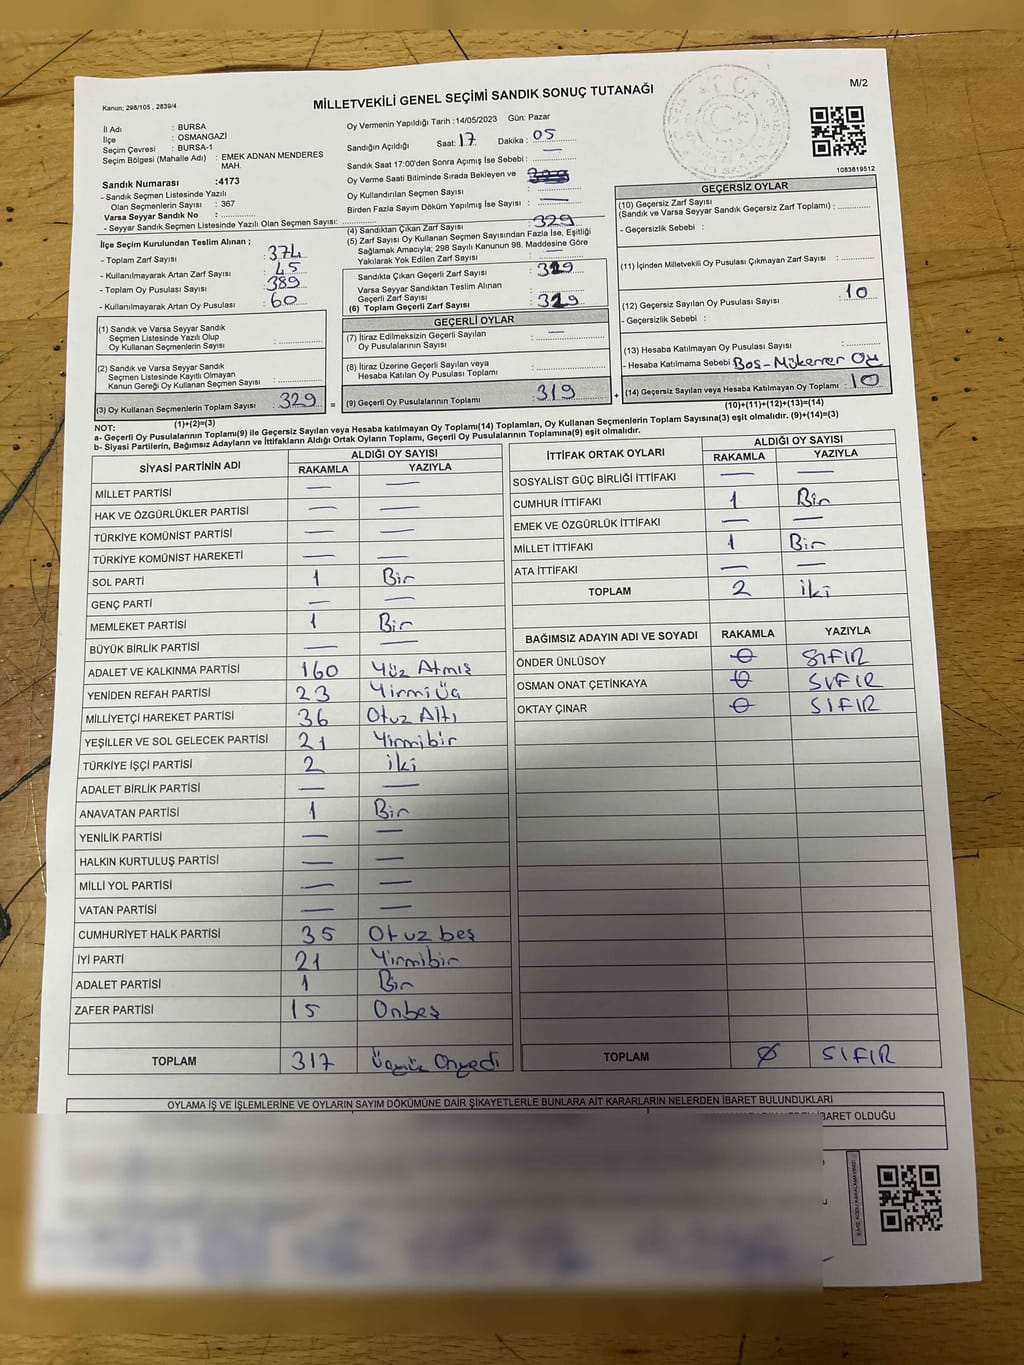 Kanun; 298/105 , 2839/4
MİLLETVEKİLİ GENEL SEÇİMİ SANDIK SONUÇ TUTANAĞI
M/2
İl Adı : BURSA
İlçe : OSMANGAZİ
Seçim Çevresi : BURSA-1
Seçim Bölgesi (Mahalle Adı) : EMEK ADNAN MENDERES
MAH.
Sandık Numarası :4173
- Sandık Seçmen Listesinde Yazılı
Olan Seçmenlerin Sayısı : 367
Varsa Seyyar Sandık No :
- Seyyar Sandık Seçmen Listesinde Yazılı Olan Seçmen Sayısı:
Oy Vermenin Yapıldığı Tarih :14/05/2023 Gün: Pazar
Sandığın Açıldığı Saat: 17 Dakika : 05
Sandık Saat 17:00'den Sonra Açımış İse Sebebi : —
Oy Verme Saati Bitiminde Sırada Bekleyen ve
Oy Kullandırılan Seçmen Sayısı :
Birden Fazla Sayım Döküm Yapılmış İse Sayısı : —
1083819512
İlçe Seçim Kurulundan Teslim Alınan ;
- Toplam Zarf Sayısı : 374
- Kullanılmayarak Artan Zarf Sayısı : 45
- Toplam Oy Pusulası Sayısı : 389
- Kullanılmayarak Artan Oy Pusulası : 60
(4) Sandıktan Çıkan Zarf Sayısı : 329
(5) Zarf Sayısı Oy Kullanan Seçmen Sayısından Fazla İse, Eşitliği
Sağlamak Amacıyla; 298 Sayılı Kanunun 98. Maddesine Göre
Yakılarak Yok Edilen Zarf Sayısı : —
Sandıkta Çıkan Geçerli Zarf Sayısı : 329
Varsa Seyyar Sandıktan Teslim Alınan
Geçerli Zarf Sayısı :
(6) Toplam Geçerli Zarf Sayısı : 329
GEÇERSİZ OYLAR
(10) Geçersiz Zarf Sayısı
(Sandık ve Varsa Seyyar Sandık Geçersiz Zarf Toplamı) :
- Geçersizlik Sebebi :
(11) İçinden Milletvekili Oy Pusulası Çıkmayan Zarf Sayısı :
(12) Geçersiz Sayılan Oy Pusulası Sayısı : 10
- Geçersizlik Sebebi :
(13) Hesaba Katılmayan Oy Pusulası Sayısı :
- Hesaba Katılmama Sebebi Boş-Mükerrer Oy
(14) Geçersiz Sayılan veya Hesaba Katılmayan Oy Toplamı : 10
(10)+(11)+(12)+(13)=(14)
(1) Sandık ve Varsa Seyyar Sandık
Seçmen Listesinde Yazılı Olup
Oy Kullanan Seçmenlerin Sayısı :
(2) Sandık ve Varsa Seyyar Sandık
Seçmen Listesinde Kayıtlı Olmayan
Kanun Gereği Oy Kullanan Seçmen Sayısı :
(3) Oy Kullanan Seçmenlerin Toplam Sayısı : 329
(1)+(2)=(3)
GEÇERLİ OYLAR
(7) İtiraz Edilmeksizin Geçerli Sayılan
Oy Pusulalarının Sayısı : —
(8) İtiraz Üzerine Geçerli Sayılan veya
Hesaba Katılan Oy Pusulası Toplamı :
(9) Geçerli Oy Pusulalarının Toplamı : 319
NOT:
a- Geçerli Oy Pusulalarının Toplamı(9) ile Geçersiz Sayılan veya Hesaba katılmayan Oy Toplamı(14) Toplamları, Oy Kullanan Seçmenlerin Toplam Sayısına(3) eşit olmalıdır. (9)+(14)=(3)
b- Siyasi Partilerin, Bağımsız Adayların ve İttifakların Aldığı Ortak Oyların Toplamı, Geçerli Oy Pusulalarının Toplamına(9) eşit olmalıdır.
SİYASİ PARTİNİN ADI ALDIĞI OY SAYISI
RAKAMLA YAZIYLA
MİLLET PARTİSİ — —
HAK VE ÖZGÜRLÜKLER PARTİSİ — —
TÜRKİYE KOMÜNİST PARTİSİ — —
TÜRKİYE KOMÜNİST HAREKETİ — —
SOL PARTİ 1 Bir
GENÇ PARTİ — —
MEMLEKET PARTİSİ 1 Bir
BÜYÜK BİRLİK PARTİSİ — —
ADALET VE KALKINMA PARTİSİ 160 Yüz Atmış
YENİDEN REFAH PARTİSİ 23 Yirmi Üç
MİLLİYETÇİ HAREKET PARTİSİ 36 Otuz Altı
YEŞİLLER VE SOL GELECEK PARTİSİ 21 Yirmibir
TÜRKİYE İŞÇİ PARTİSİ 2 iki
ADALET BİRLİK PARTİSİ — —
ANAVATAN PARTİSİ 1 Bir
YENİLİK PARTİSİ — —
HALKIN KURTULUŞ PARTİSİ — —
MİLLİ YOL PARTİSİ — —
VATAN PARTİSİ — —
CUMHURİYET HALK PARTİSİ 35 Otuz beş
İYİ PARTİ 21 Yirmibir
ADALET PARTİSİ 1 Bir
ZAFER PARTİSİ 15 Onbeş
TOPLAM 317 Üçyüz Onyedi
İTTİFAK ORTAK OYLARI ALDIĞI OY SAYISI
RAKAMLA YAZIYLA
SOSYALİST GÜÇ BİRLİĞİ İTTİFAKI — —
CUMHUR İTTİFAKI 1 Bir
EMEK VE ÖZGÜRLÜK İTTİFAKI — —
MİLLET İTTİFAKI 1 Bir
ATA İTTİFAKI — —
TOPLAM 2 iki
BAĞIMSIZ ADAYIN ADI VE SOYADI RAKAMLA YAZIYLA
ÖNDER ÜNLÜSOY 0 SIFIR
OSMAN ONAT ÇETİNKAYA 0 SIFIR
OKTAY ÇINAR 0 SIFIR
TOPLAM 0 SIFIR
OYLAMA İŞ VE İŞLEMLERİNE VE OYLARIN SAYIM DÖKÜMÜNE DAİR ŞİKAYETLERLE BUNLARA AİT KARARLARIN NELERDEN İBARET BULUNDUKLARI
İBARET OLDUĞU